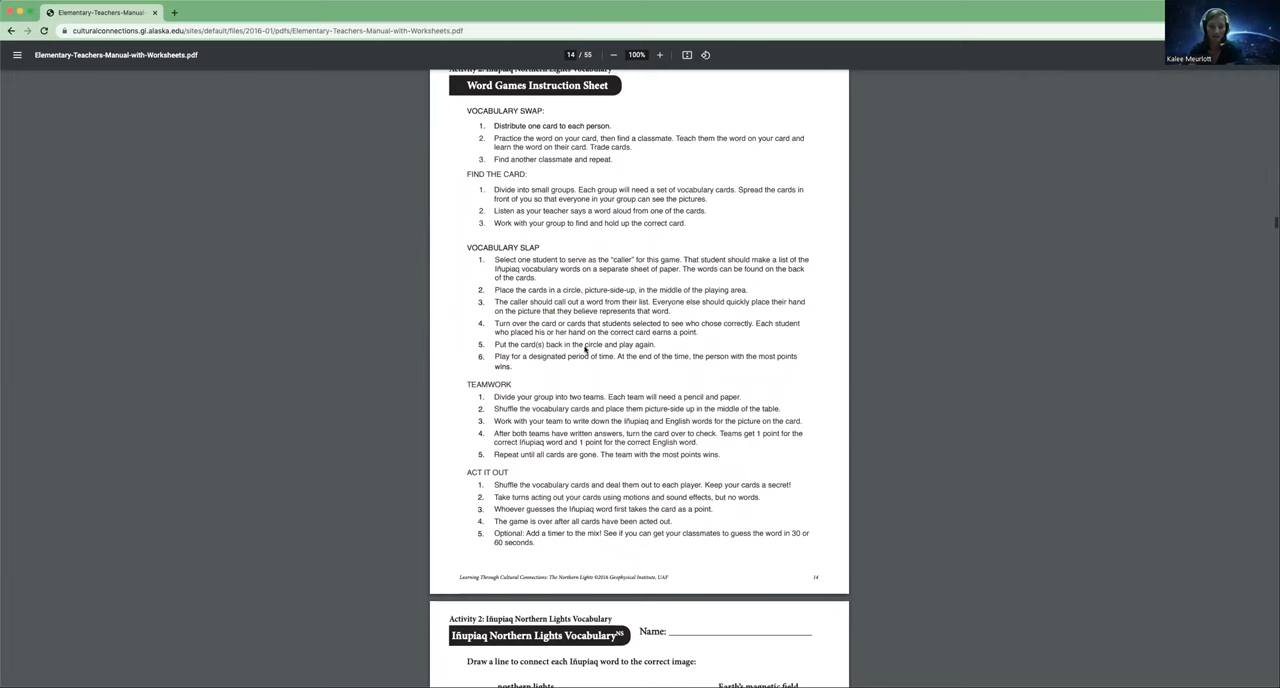 Elementary-Teachers-Manual-
culturalconnections.gi.alaska.edu/sites/default/files/2016-01/pdfs/Elementary-Teachers-Manual-with-Worksheets.pdf
Kalee Meurlott
Elementary-Teachers-Manual-with-Worksheets.pdf
14 / 55
100%
Activity 2: Iñupiaq Northern Lights Vocabulary
Word Games Instruction Sheet
VOCABULARY SWAP:
1. Distribute one card to each person.
2. Practice the word on your card, then find a classmate. Teach them the word on your card and
learn the word on their card. Trade cards.
3. Find another classmate and repeat.
FIND THE CARD:
1. Divide into small groups. Each group will need a set of vocabulary cards. Spread the cards in
front of you so that everyone in your group can see the pictures.
2. Listen as your teacher says a word aloud from one of the cards.
3. Work with your group to find and hold up the correct card.
VOCABULARY SLAP
1. Select one student to serve as the “caller” for this game. That student should make a list of the
Iñupiaq vocabulary words on a separate sheet of paper. The words can be found on the back
of the cards.
2. Place the cards in a circle, picture-side-up, in the middle of the playing area.
3. The caller should call out a word from their list. Everyone else should quickly place their hand
on the picture that they believe represents that word.
4. Turn over the card or cards that students selected to see who chose correctly. Each student
who placed his or her hand on the correct card earns a point.
5. Put the card(s) back in the circle and play again.
6. Play for a designated period of time. At the end of the time, the person with the most points
wins.
TEAMWORK
1. Divide your group into two teams. Each team will need a pencil and paper.
2. Shuffle the vocabulary cards and place them picture-side up in the middle of the table.
3. Work with your team to write down the Iñupiaq and English words for the picture on the card.
4. After both teams have written answers, turn the card over to check. Teams get 1 point for the
correct Iñupiaq word and 1 point for the correct English word.
5. Repeat until all cards are gone. The team with the most points wins.
ACT IT OUT
1. Shuffle the vocabulary cards and deal them out to each player. Keep your cards a secret!
2. Take turns acting out your cards using motions and sound effects, but no words.
3. Whoever guesses the Iñupiaq word first takes the card as a point.
4. The game is over after all cards have been acted out.
5. Optional: Add a timer to the mix! See if you can get your classmates to guess the word in 30 or
60 seconds.
Learning Through Cultural Connections: The Northern Lights ©2016 Geophysical Institute, UAF 14
Activity 2: Iñupiaq Northern Lights Vocabulary
Iñupiaq Northern Lights VocabularyNS Name:
Draw a line to connect each Iñupiaq word to the correct image:
northern lights Earth's magnetic field